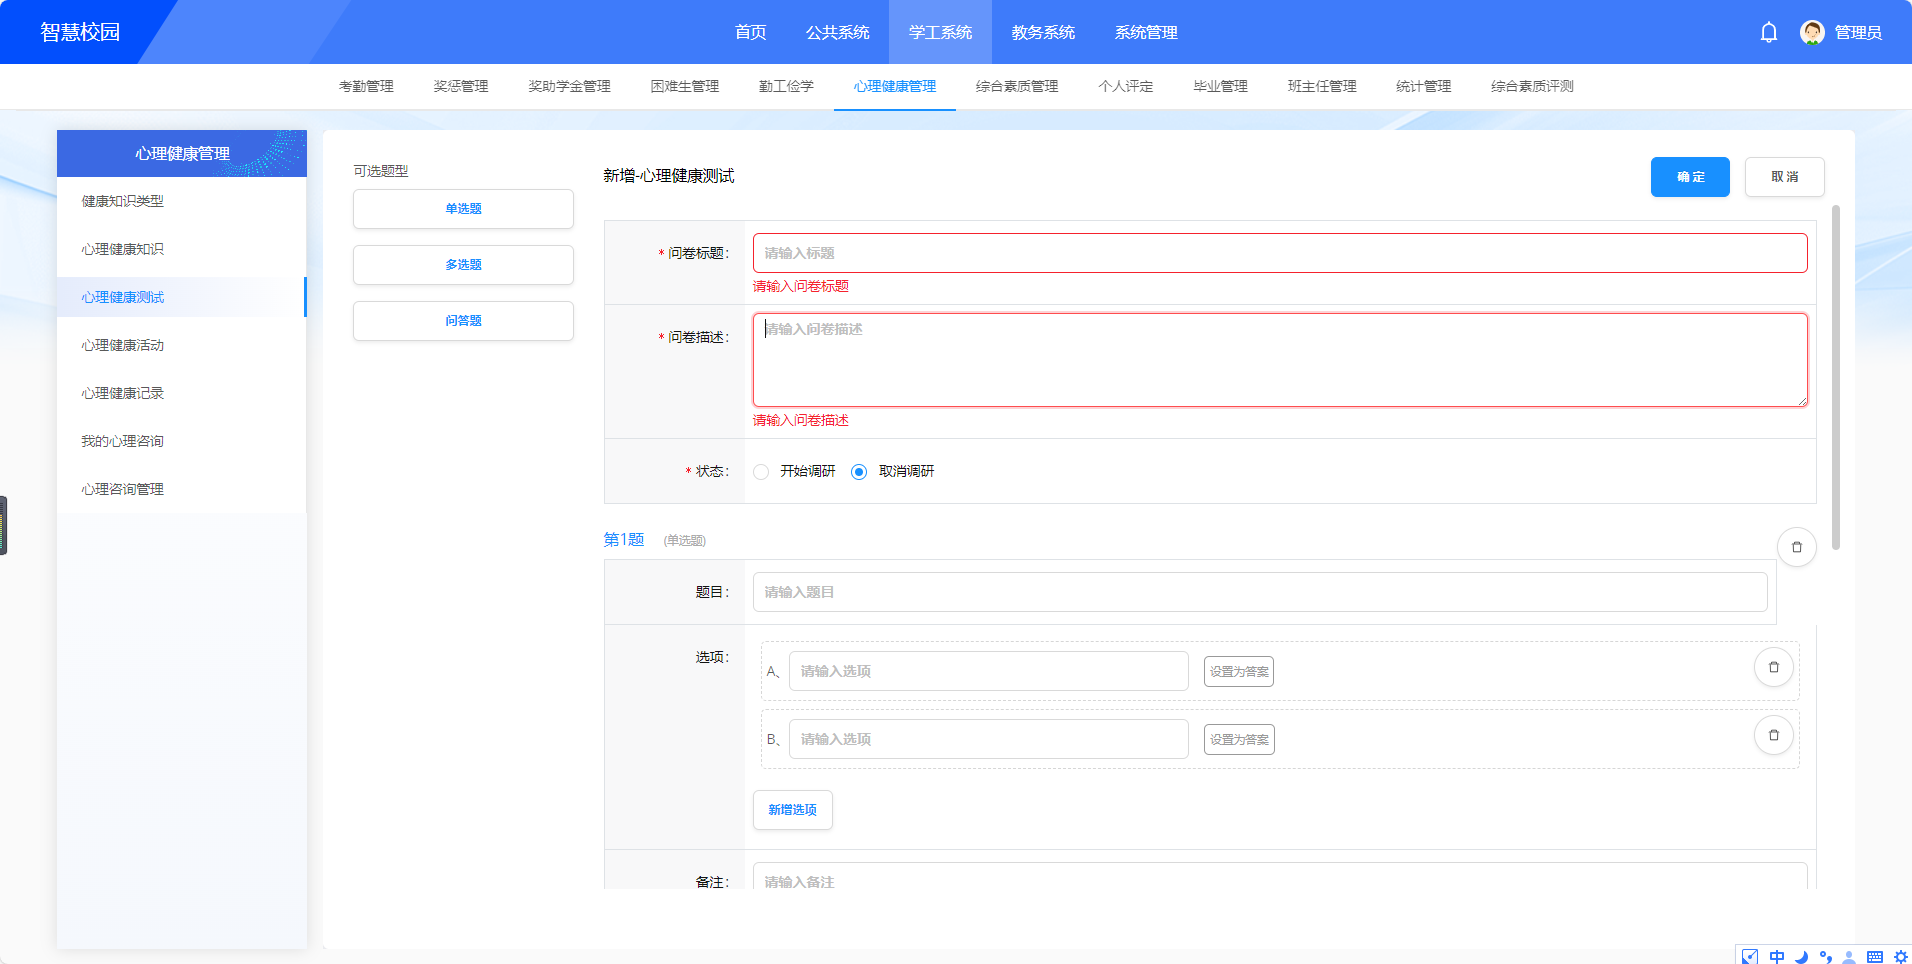 智慧校园
首页 公共系统 学工系统 教务系统 系统管理
管理员
考勤管理 奖惩管理 奖助学金管理 困难生管理 勤工俭学 心理健康管理 综合素质管理 个人评定 毕业管理 班主任管理 统计管理 综合素质评测
心理健康管理
健康知识类型
心理健康知识
心理健康测试
心理健康活动
心理健康记录
我的心理咨询
心理咨询管理
可选题型
单选题
多选题
问答题
新增-心理健康测试
确 定
取 消
* 问卷标题：
请输入标题
请输入问卷标题
* 问卷描述：
请输入问卷描述
请输入问卷描述
* 状态：
开始调研 取消调研
第1题 (单选题)
题目：
请输入题目
选项：
A、 请输入选项 设置为答案
B、 请输入选项 设置为答案
新增选项
备注：
请输入备注
中